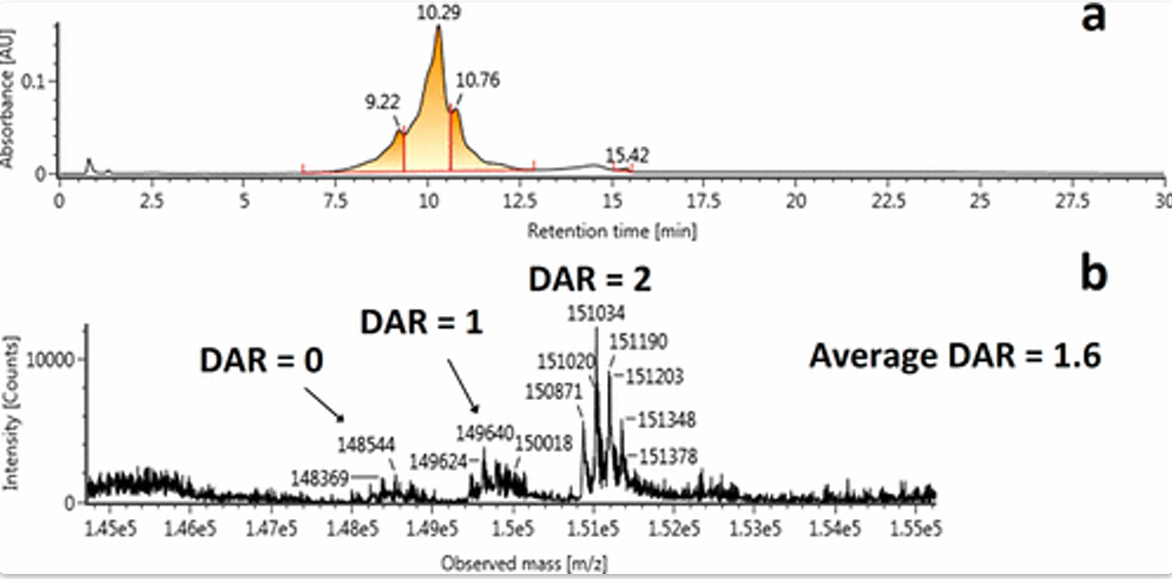 10.29
a
Absorbance [AU]
0.1
10.76
9.22
15.42
0
0 2.5 5 7.5 10 12.5 15 17.5 20 22.5 25 27.5 30
Retention time [min]
b
DAR = 2
151034
DAR = 1
151190
Average DAR = 1.6
DAR = 0
10000
151020
151203
150871
151348
149640
150018
148544
151378
149624
148369
Intensity [Counts]
0
1.45e5 1.46e5 1.47e5 1.48e5 1.49e5 1.5e5 1.51e5 1.52e5 1.53e5 1.54e5 1.55e5
Observed mass [m/z]